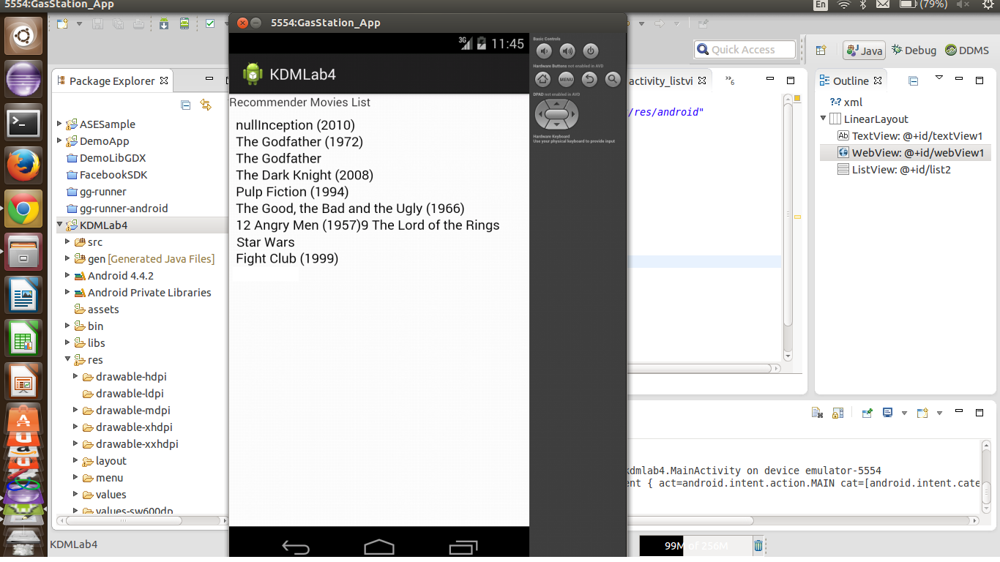 5554:GasStation_App
En
(79%)
Quick Access
Java
Debug
DDMS
Package Explorer
ASESample
DemoApp
DemoLibGDX
FacebookSDK
gg-runner
gg-runner-android
KDMLab4
src
gen [Generated Java Files]
Android 4.4.2
Android Private Libraries
assets
bin
libs
res
drawable-hdpi
drawable-ldpi
drawable-mdpi
drawable-xhdpi
drawable-xxhdpi
layout
menu
values
values-sw600dp
KDMLab4
5554:GasStation_App
3G
11:45
KDMLab4
Recommender Movies List
nullInception (2010)
The Godfather (1972)
The Godfather
The Dark Knight (2008)
Pulp Fiction (1994)
The Good, the Bad and the Ugly (1966)
12 Angry Men (1957)9 The Lord of the Rings
Star Wars
Fight Club (1999)
Basic Controls
Hardware Buttons not enabled in AVD
MENU
DPAD not enabled in AVD
Hardware Keyboard
Use your physical keyboard to provide input
activity_listvi
»6
/res/android"
Outline
xml
LinearLayout
Ab TextView: @+id/textView1
WebView: @+id/webView1
ListView: @+id/list2
kdmlab4.MainActivity on device emulator-5554
ent { act=android.intent.action.MAIN cat=[android.intent.cate
99M of 256M